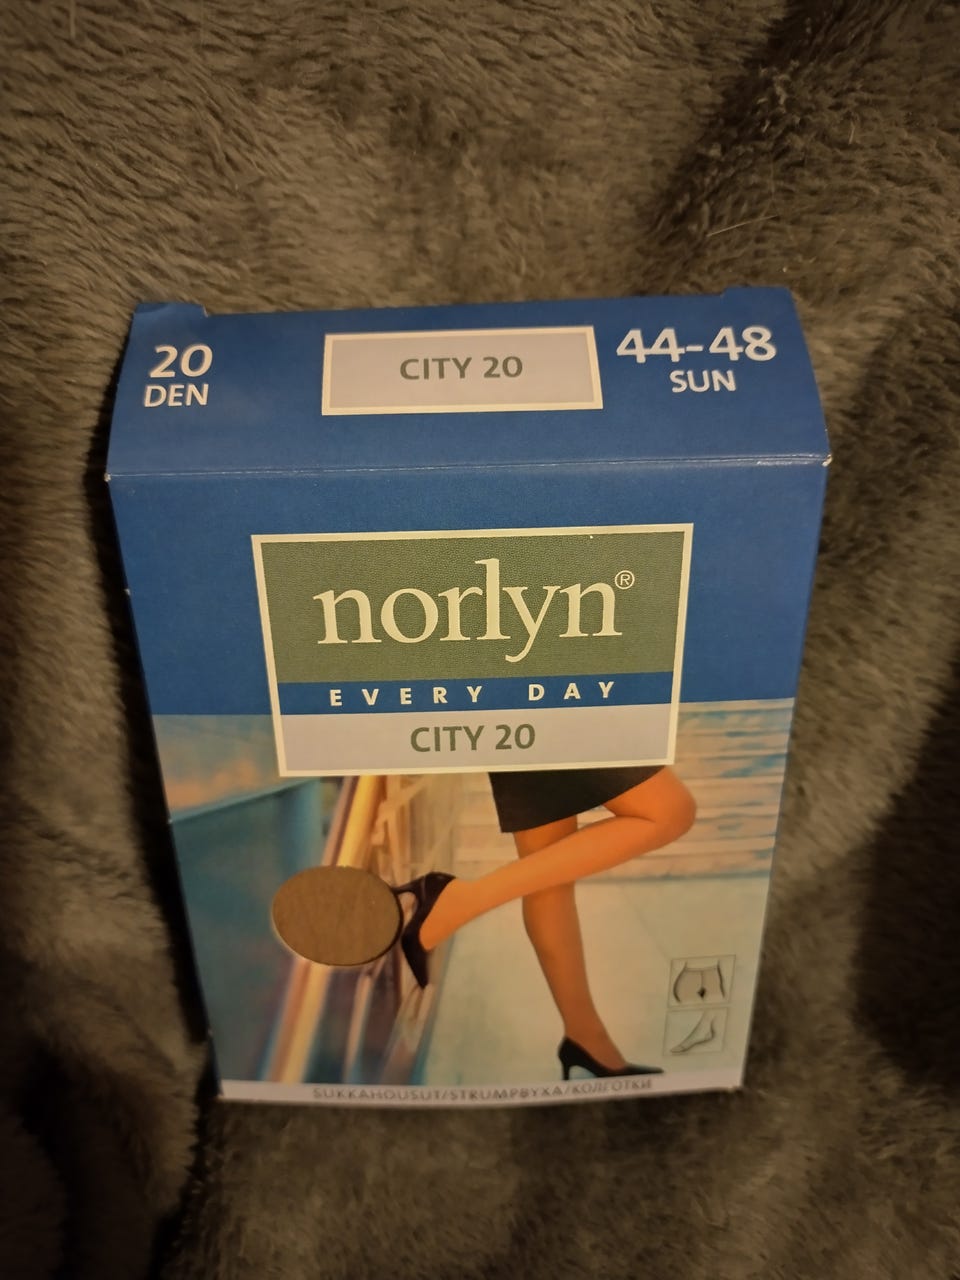 20
DEN
CITY 20
44-48
SUN
norlyn®
EVERY DAY
CITY 20
SUKKAHOUSUT/STRUMPBYXA/КОЛГОТКИ